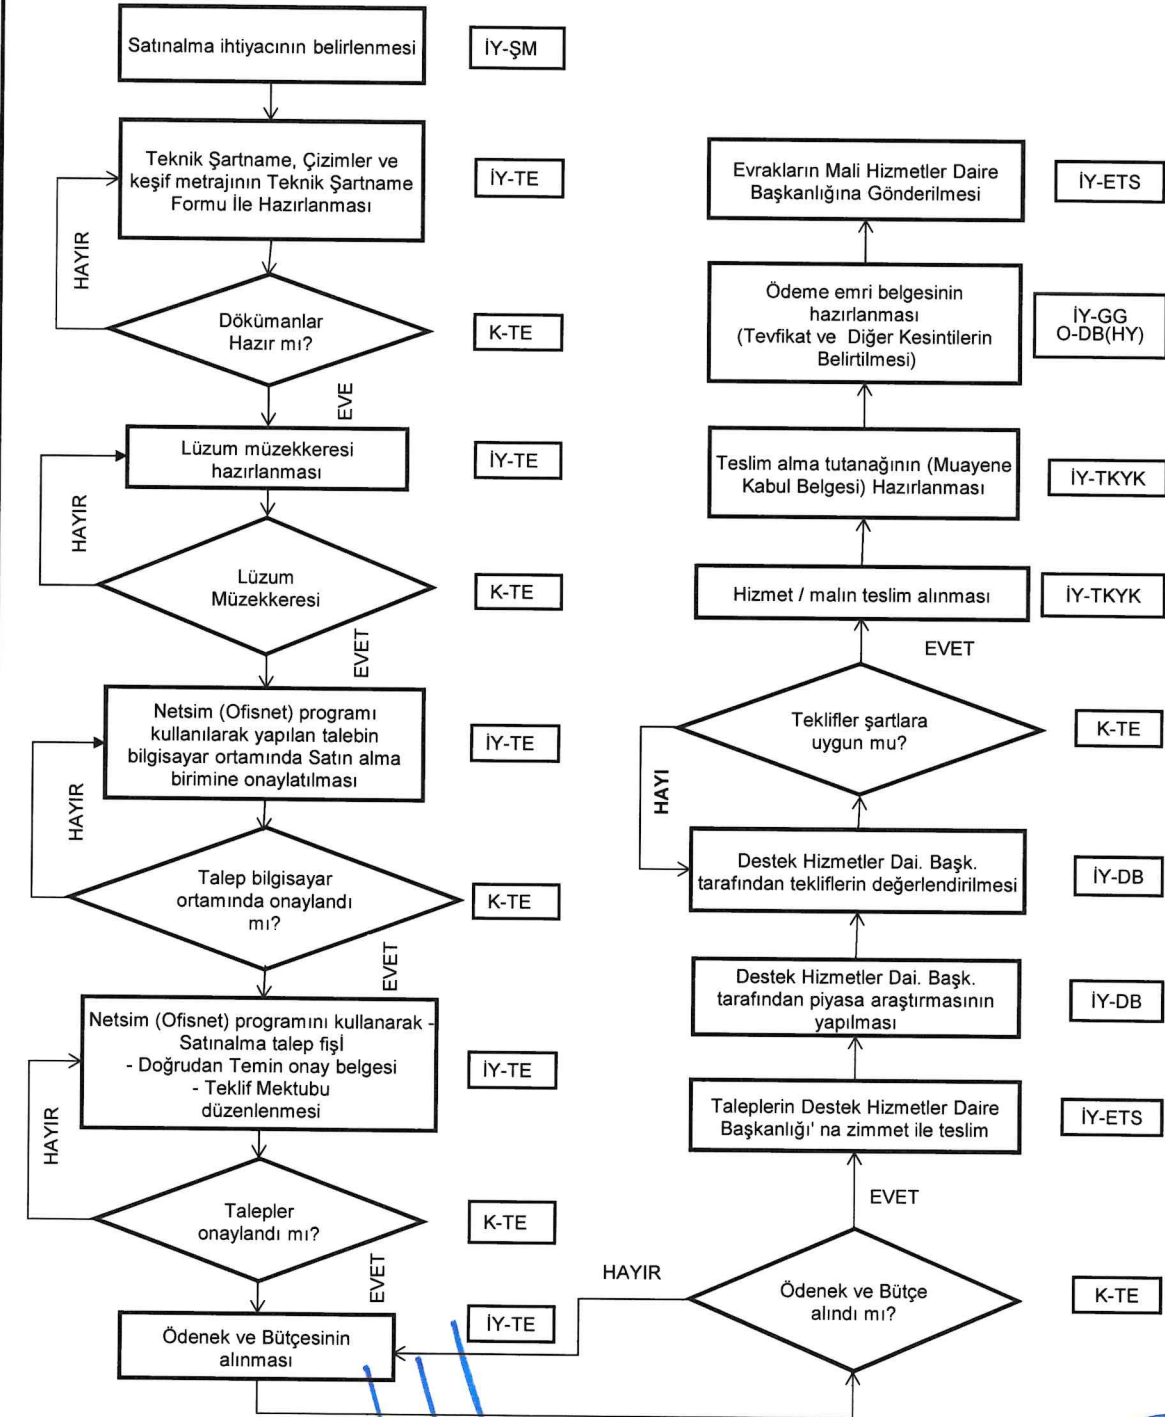 Satınalma ihtiyacının belirlenmesi
İY-ŞM
Teknik Şartname, Çizimler ve
keşif metrajının Teknik Şartname
Formu İle Hazırlanması
İY-TE
HAYIR
Dökümanlar
Hazır mı?
K-TE
EVE
Lüzum müzekkeresi
hazırlanması
İY-TE
HAYIR
Lüzum
Müzekkeresi
K-TE
EVET
Netsim (Ofisnet) programı
kullanılarak yapılan talebin
bilgisayar ortamında Satın alma
birimine onaylatılması
İY-TE
HAYIR
Talep bilgisayar
ortamında onaylandı
mı?
K-TE
EVET
Netsim (Ofisnet) programını kullanarak -
Satınalma talep fişİ
- Doğrudan Temin onay belgesi
- Teklif Mektubu
düzenlenmesi
İY-TE
HAYIR
Talepler
onaylandı mı?
K-TE
EVET
Ödenek ve Bütçesinin
alınması
İY-TE
Evrakların Mali Hizmetler Daire
Başkanlığına Gönderilmesi
İY-ETS
Ödeme emri belgesinin
hazırlanması
(Tevfikat ve Diğer Kesintilerin
Belirtilmesi)
İY-GG
O-DB(HY)
Teslim alma tutanağının (Muayene
Kabul Belgesi) Hazırlanması
İY-TKYK
Hizmet / malın teslim alınması
İY-TKYK
EVET
Teklifler şartlara
uygun mu?
K-TE
HAYI
Destek Hizmetler Dai. Başk.
tarafından tekliflerin değerlendirilmesi
İY-DB
Destek Hizmetler Dai. Başk.
tarafından piyasa araştırmasının
yapılması
İY-DB
Taleplerin Destek Hizmetler Daire
Başkanlığı' na zimmet ile teslim
İY-ETS
EVET
HAYIR
Ödenek ve Bütçe
alındı mı?
K-TE